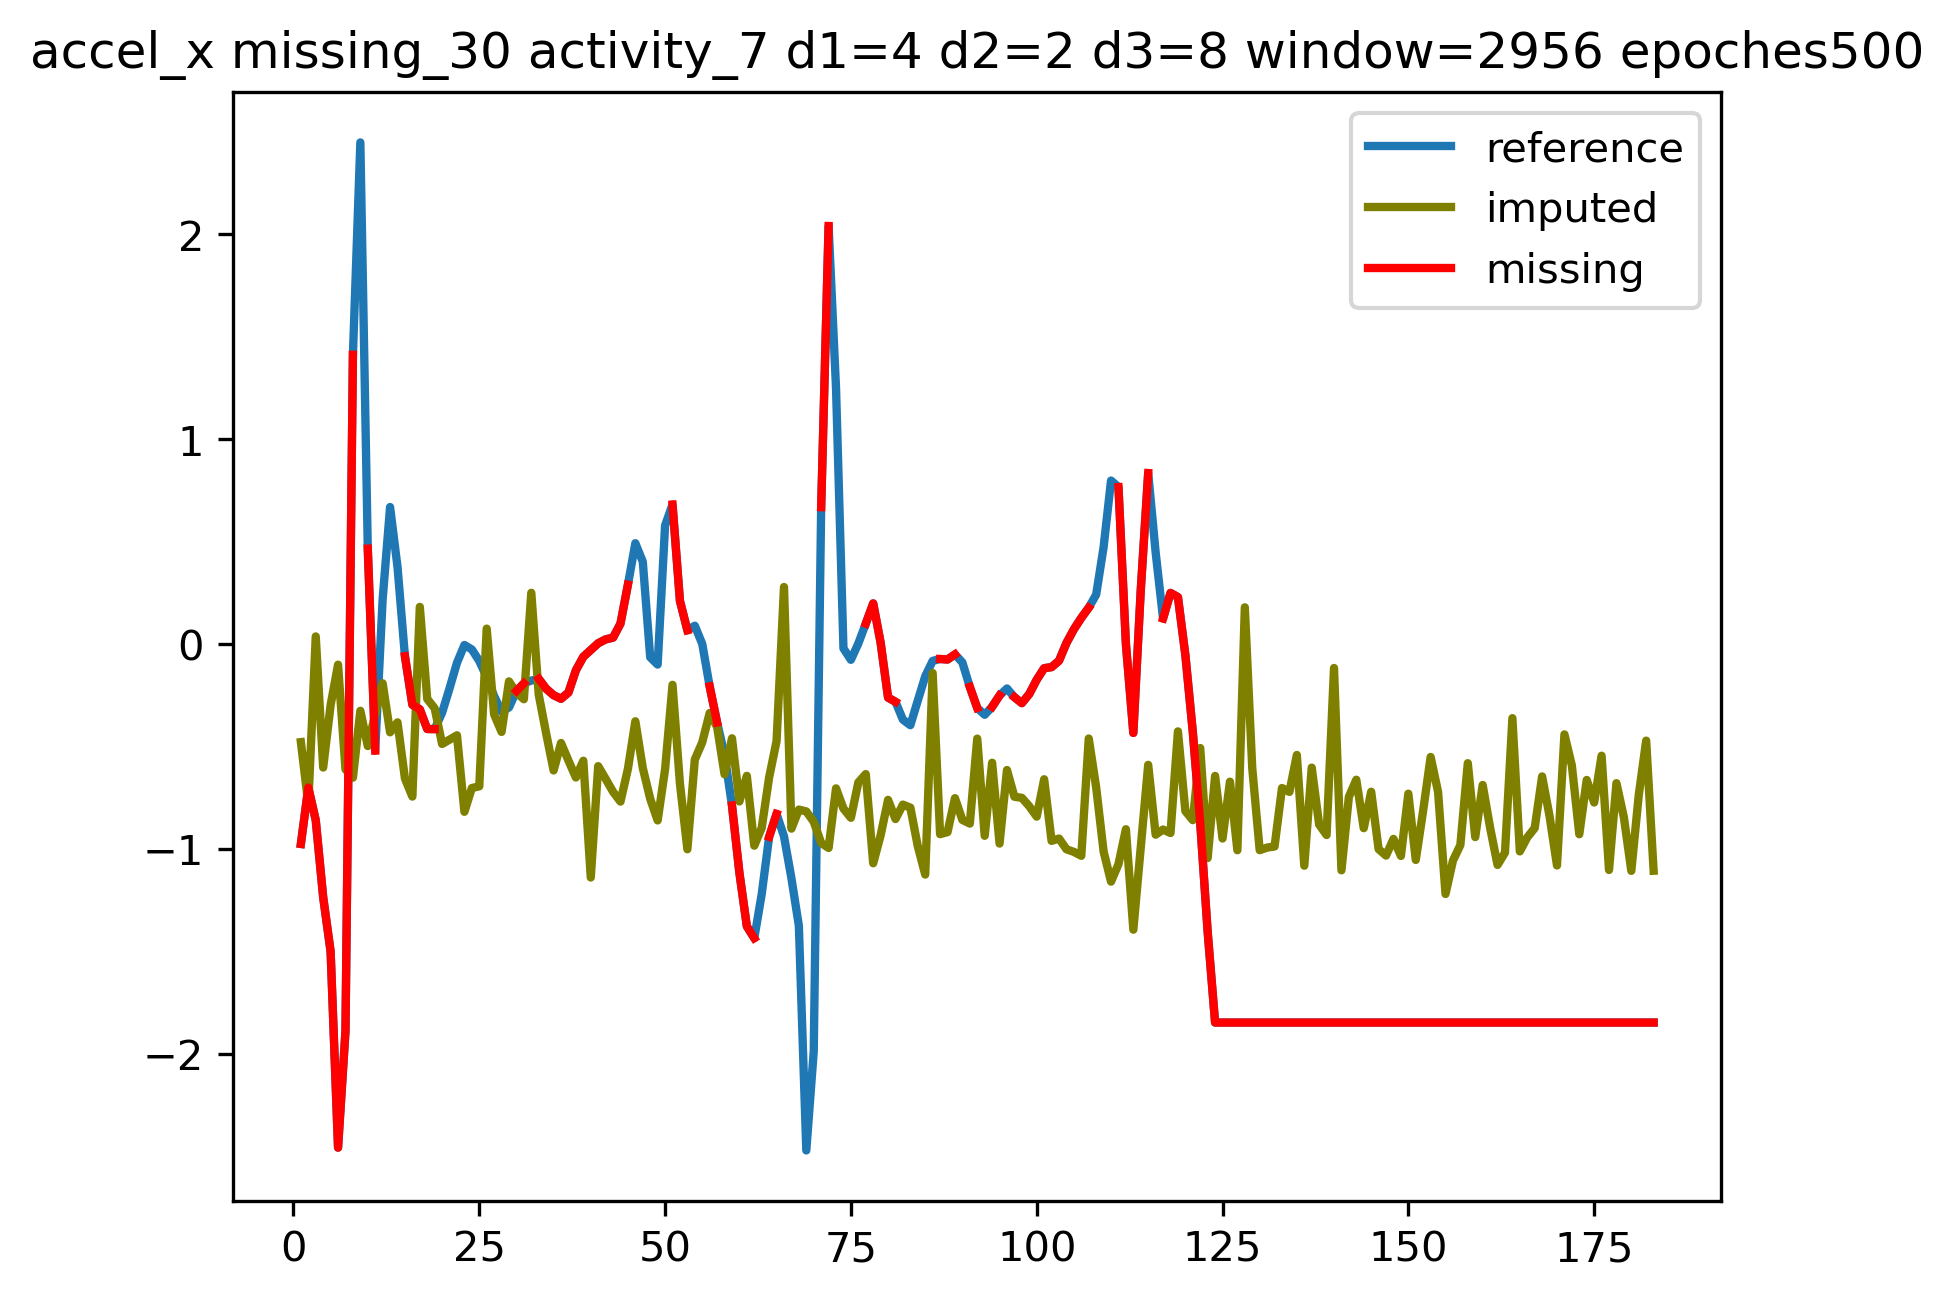 accel_x missing_30 activity_7 d1=4 d2=2 d3=8 window=2956 epoches500
reference
imputed
missing
2
1
0
−1
−2
0 25 50 75 100 125 150 175